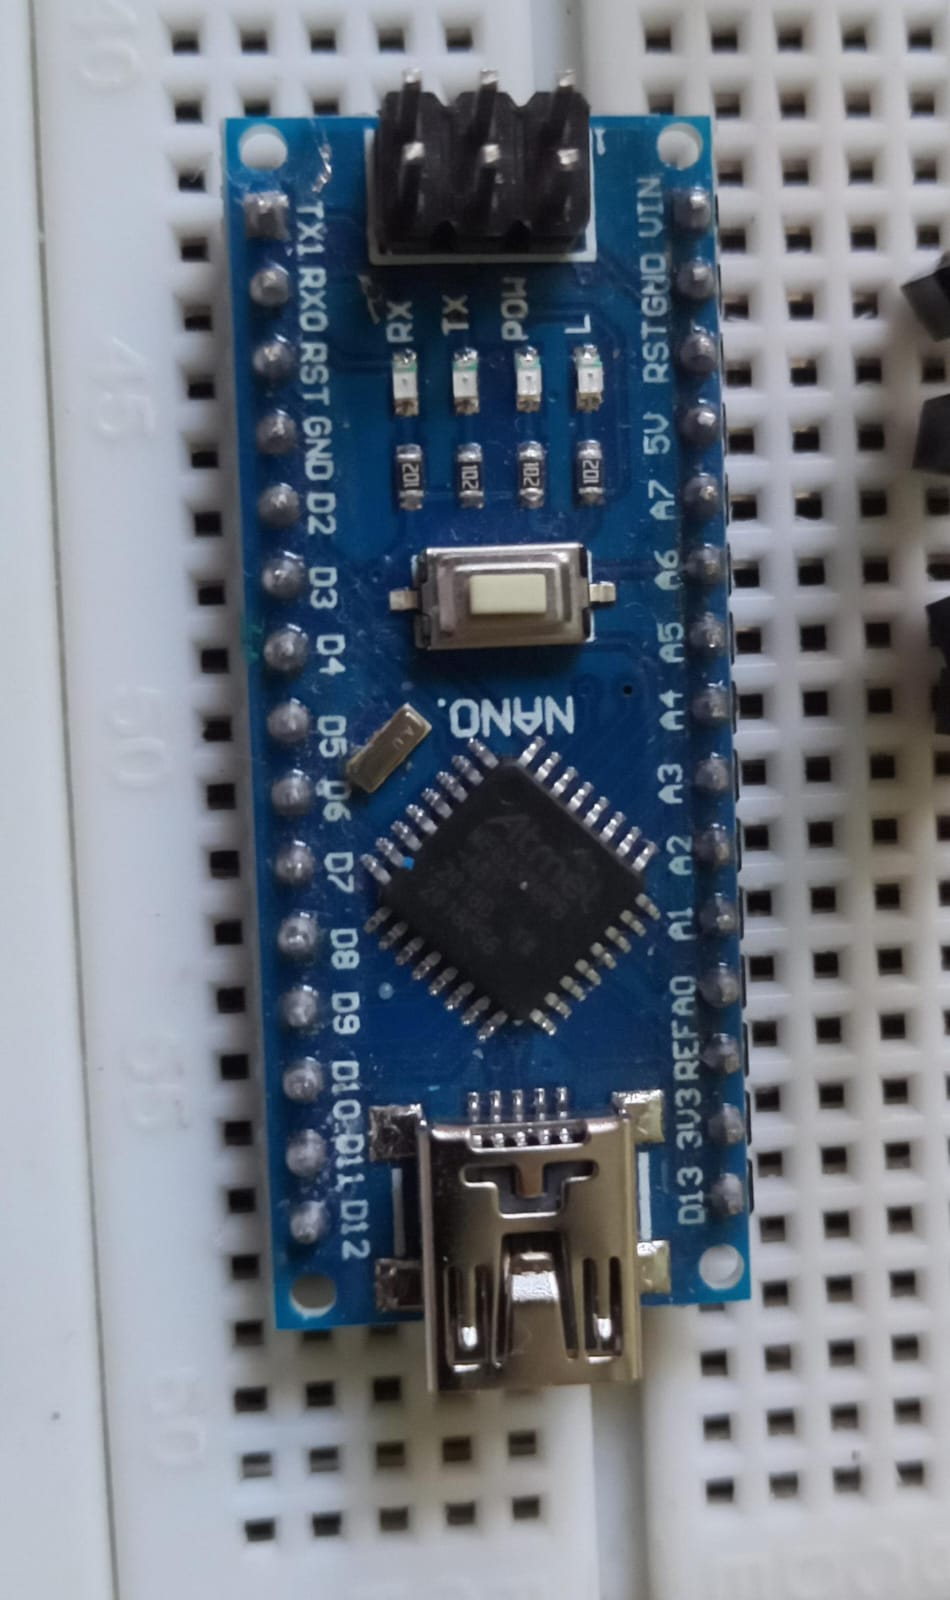 TX1
RX0
RST
GND
D2
D3
D4
D5
D6
D7
D8
D9
D10
D11
D12
VIN
GND
RST
5V
A7
A6
A5
A4
A3
A2
A1
A0
REF
3V3
D13
RX
TX
POW
L
102
102
NANO.
45
50
55
60